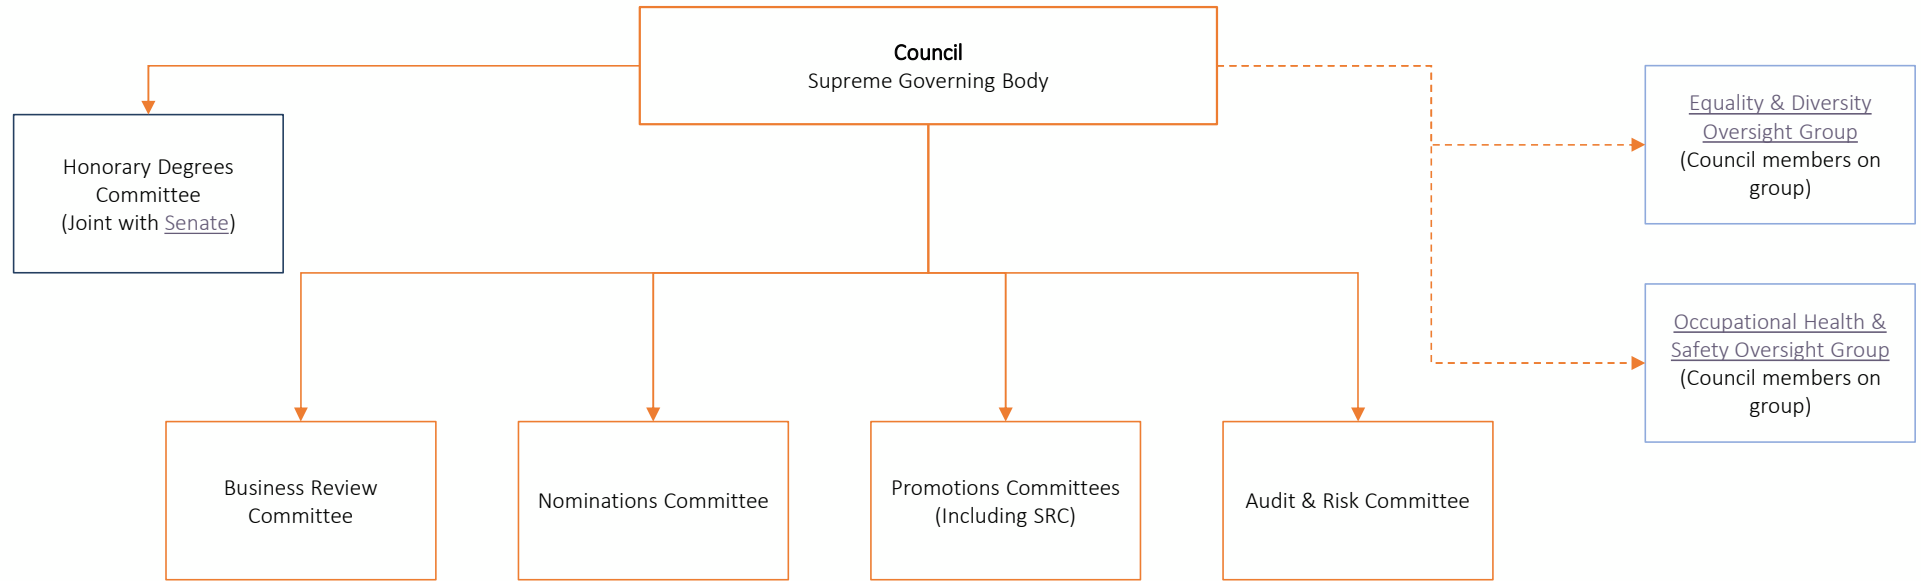 Council
Supreme Governing Body
Honorary Degrees
Committee
(Joint with Senate)
Equality & Diversity
Oversight Group
(Council members on
group)
Occupational Health &
Safety Oversight Group
(Council members on
group)
Business Review
Committee
Nominations Committee
Promotions Committees
(Including SRC)
Audit & Risk Committee